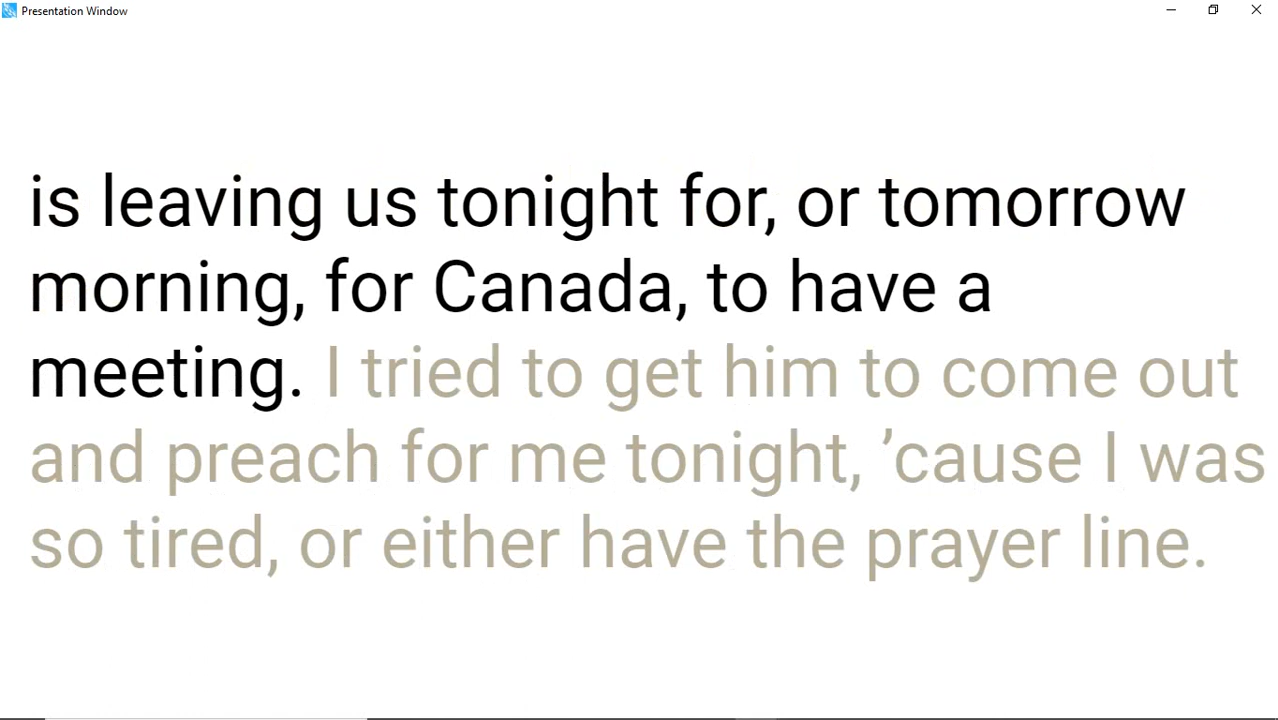 Presentation Window
is leaving us tonight for, or tomorrow
morning, for Canada, to have a
meeting. I tried to get him to come out
and preach for me tonight, ’cause I was
so tired, or either have the prayer line.